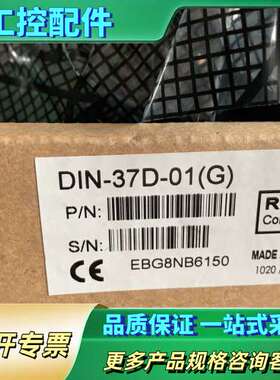 工控配件
DIN-37D-01(G)
P/N:
S/N:
EBG8NB6150
CE
R
Co
MADE
1020
开专票
品质保证 一站式采
更多产品规格咨询客